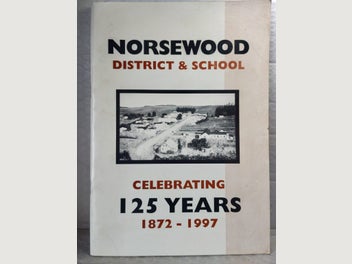 NORSEWOOD
DISTRICT & SCHOOL
CELEBRATING
125 YEARS
1872 - 1997